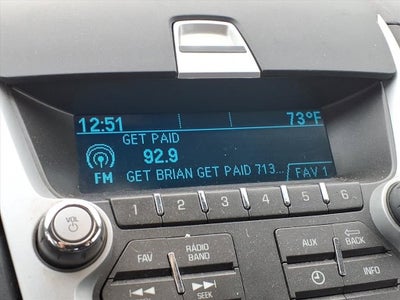 12:51 73°F
GET PAID
92.9
FM GET BRIAN GET PAID 713... FAV 1
1 2 3 4 5 6
VOL
FAV RADIO BAND AUX BACK
SEEK INFO